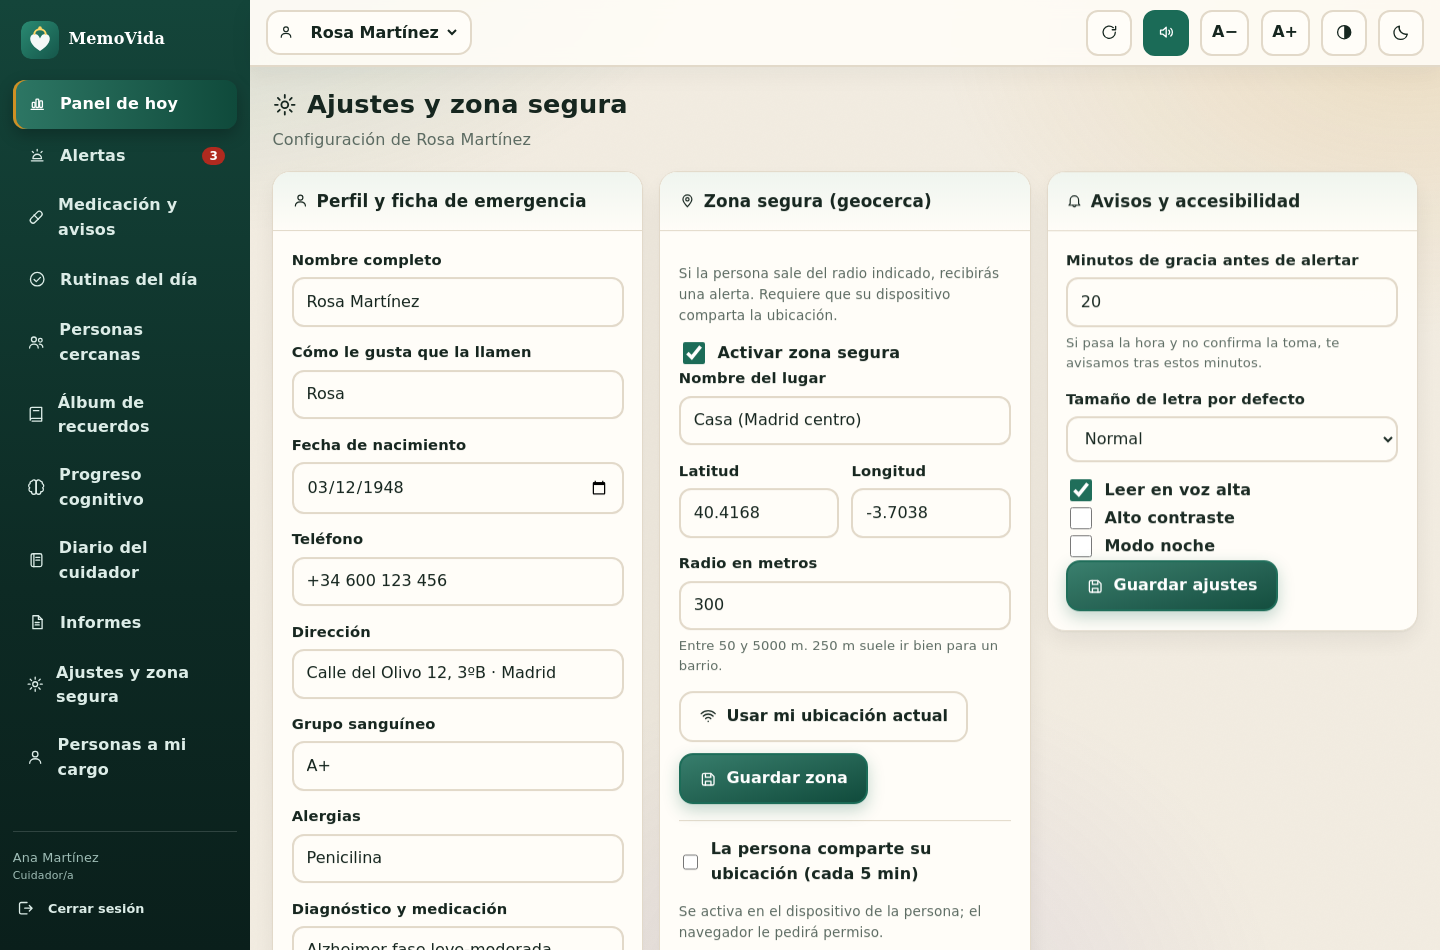 MemoVida
Panel de hoy
Alertas
3
Medicación y
avisos
Rutinas del día
Personas
cercanas
Álbum de
recuerdos
Progreso
cognitivo
Diario del
cuidador
Informes
Ajustes y zona
segura
Personas a mi
cargo
Ana Martínez
Cuidador/a
Cerrar sesión
Rosa Martínez
A−
A+
Ajustes y zona segura
Configuración de Rosa Martínez
Perfil y ficha de emergencia
Nombre completo
Rosa Martínez
Cómo le gusta que la llamen
Rosa
Fecha de nacimiento
03/12/1948
Teléfono
+34 600 123 456
Dirección
Calle del Olivo 12, 3ºB · Madrid
Grupo sanguíneo
A+
Alergias
Penicilina
Diagnóstico y medicación
Alzheimer fase leve-moderada
Zona segura (geocerca)
Si la persona sale del radio indicado, recibirás
una alerta. Requiere que su dispositivo
comparta la ubicación.
Activar zona segura
Nombre del lugar
Casa (Madrid centro)
Latitud
Longitud
40.4168
-3.7038
Radio en metros
300
Entre 50 y 5000 m. 250 m suele ir bien para un
barrio.
Usar mi ubicación actual
Guardar zona
La persona comparte su
ubicación (cada 5 min)
Se activa en el dispositivo de la persona; el
navegador le pedirá permiso.
Avisos y accesibilidad
Minutos de gracia antes de alertar
20
Si pasa la hora y no confirma la toma, te
avisamos tras estos minutos.
Tamaño de letra por defecto
Normal
Leer en voz alta
Alto contraste
Modo noche
Guardar ajustes